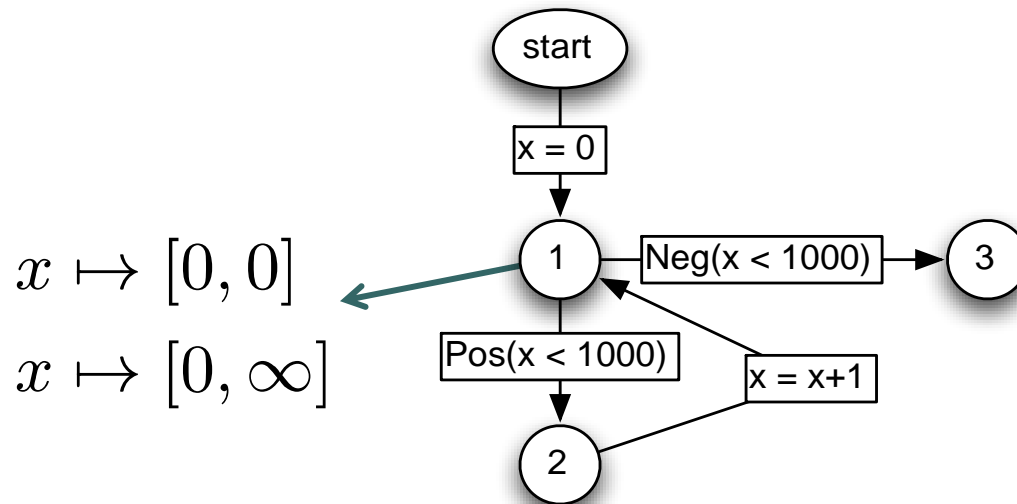 start
x = 0
x ↦ [0, 0]
1
Neg(x < 1000)
3
x ↦ [0, ∞]
Pos(x < 1000)
x = x+1
2